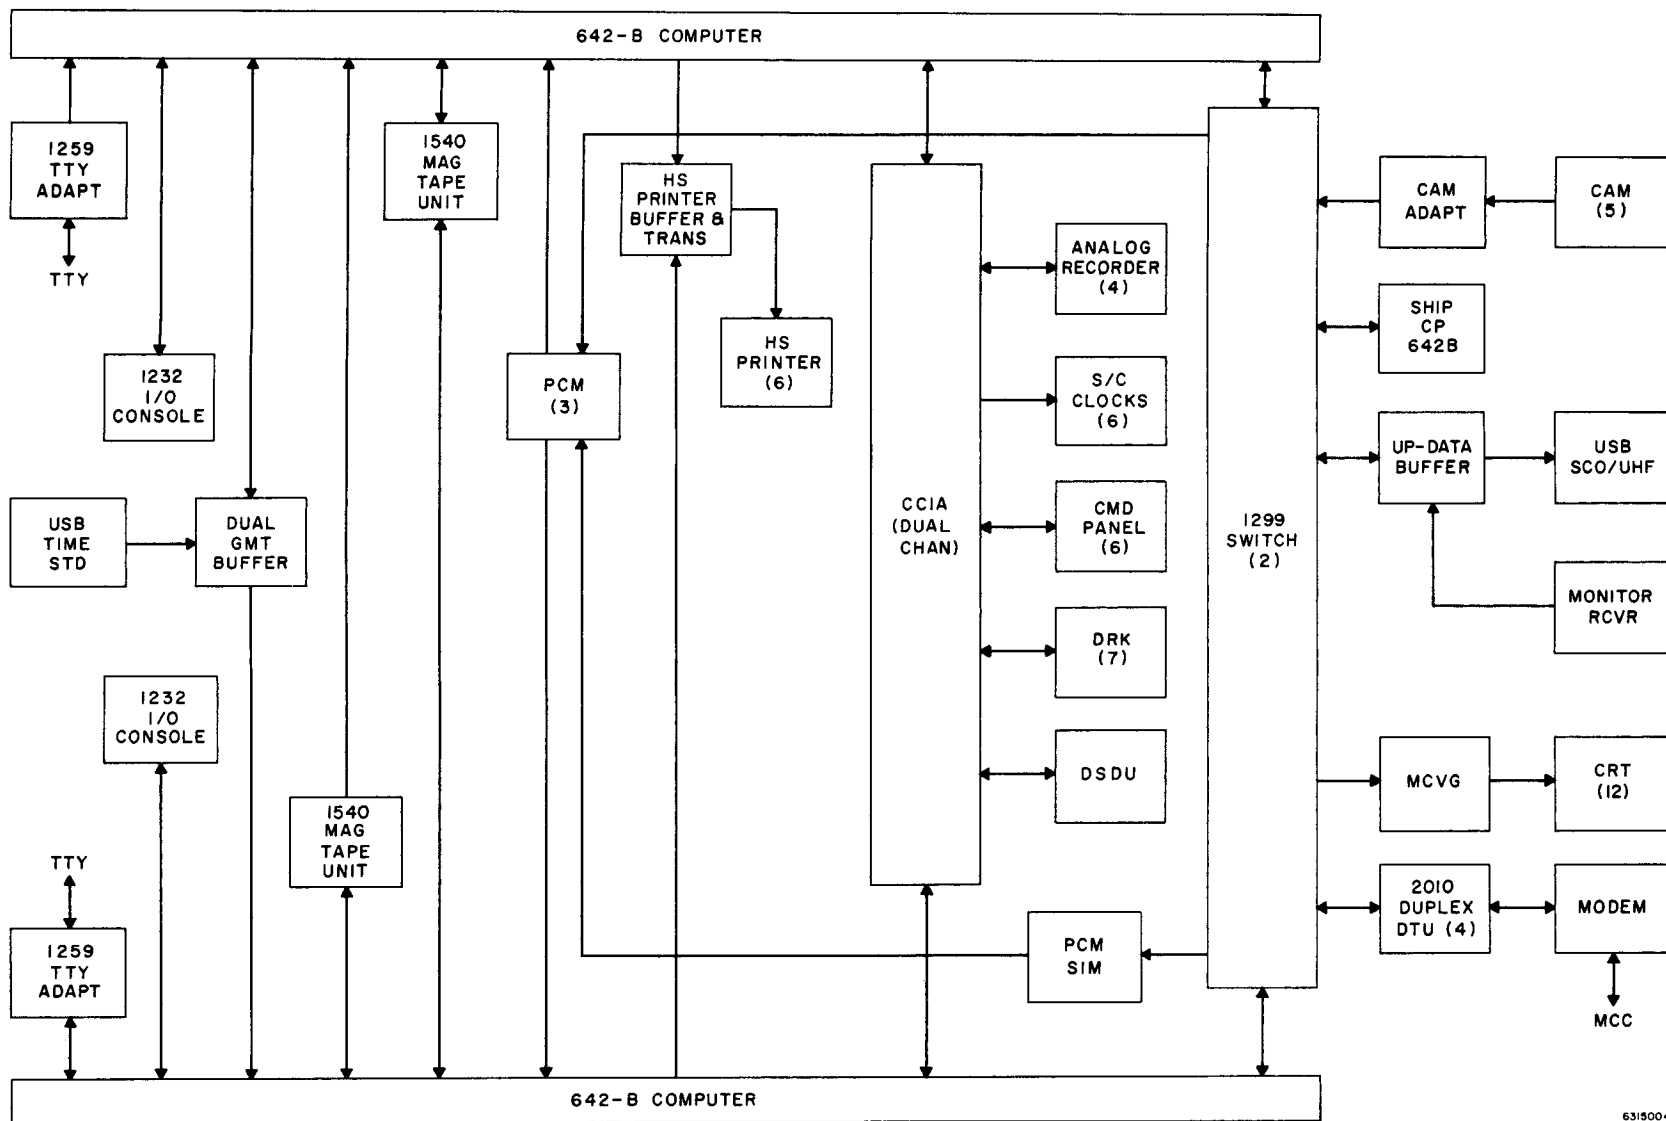 642-B COMPUTER
1259
TTY
ADAPT
TTY
1232
I/O
CONSOLE
USB
TIME
STD
DUAL
GMT
BUFFER
1232
I/O
CONSOLE
TTY
1259
TTY
ADAPT
1540
MAG
TAPE
UNIT
1540
MAG
TAPE
UNIT
PCM
(3)
HS
PRINTER
BUFFER &
TRANS
HS
PRINTER
(6)
CCIA
(DUAL
CHAN)
ANALOG
RECORDER
(4)
S/C
CLOCKS
(6)
CMD
PANEL
(6)
DRK
(7)
DSDU
PCM
SIM
1299
SWITCH
(2)
CAM
ADAPT
CAM
(5)
SHIP
CP
642B
UP-DATA
BUFFER
USB
SCO/UHF
MONITOR
RCVR
MCVG
CRT
(12)
2010
DUPLEX
DTU (4)
MODEM
MCC
642-B COMPUTER
6315004